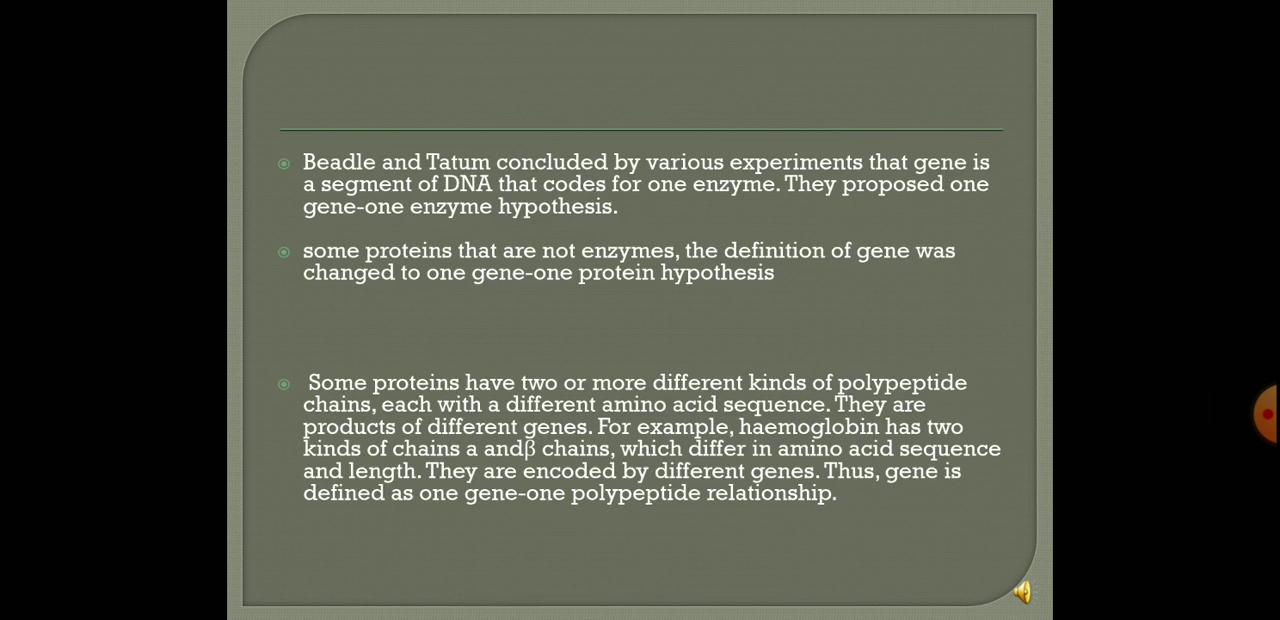 Beadle and Tatum concluded by various experiments that gene is
a segment of DNA that codes for one enzyme. They proposed one
gene-one enzyme hypothesis.
some proteins that are not enzymes, the definition of gene was
changed to one gene-one protein hypothesis
Some proteins have two or more different kinds of polypeptide
chains, each with a different amino acid sequence. They are
products of different genes. For example, haemoglobin has two
kinds of chains a andβ chains, which differ in amino acid sequence
and length. They are encoded by different genes. Thus, gene is
defined as one gene-one polypeptide relationship.